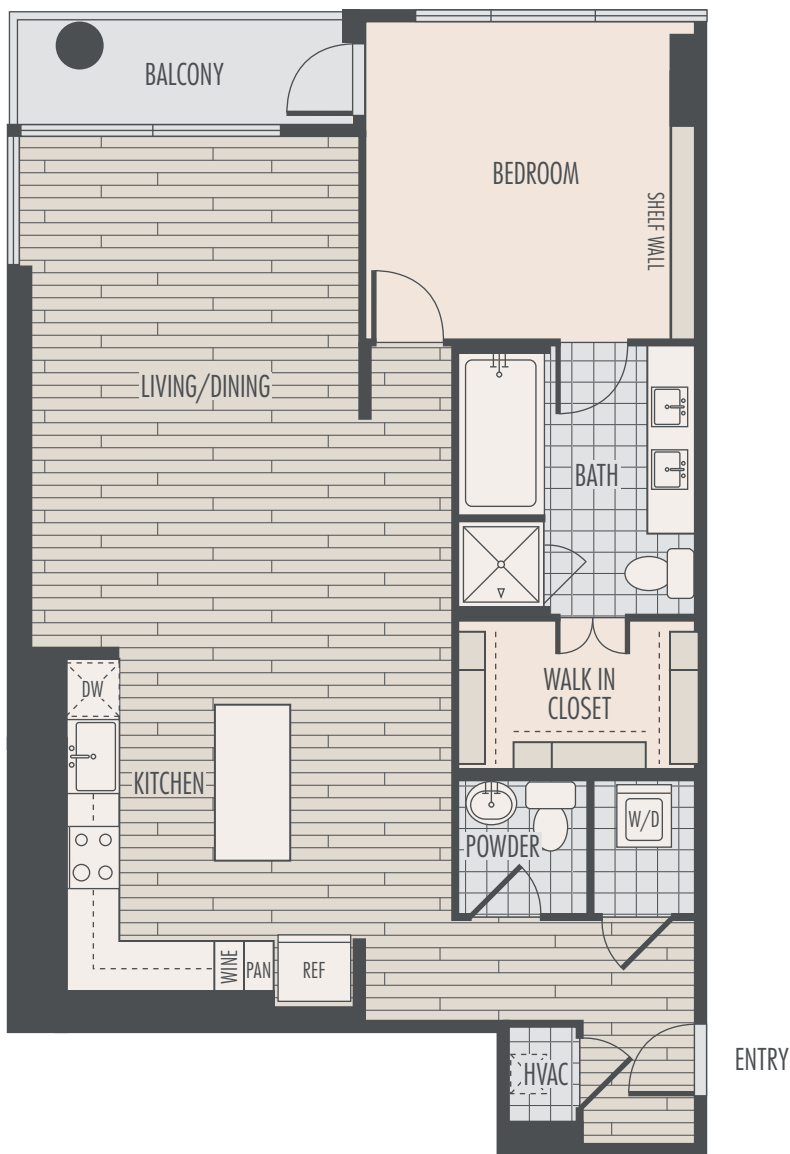 BALCONY
BEDROOM
SHELF WALL
LIVING/DINING
BATH
DW
WALK IN
CLOSET
KITCHEN
W/D
POWDER
WINE
PAN
REF
ENTRY
HVAC